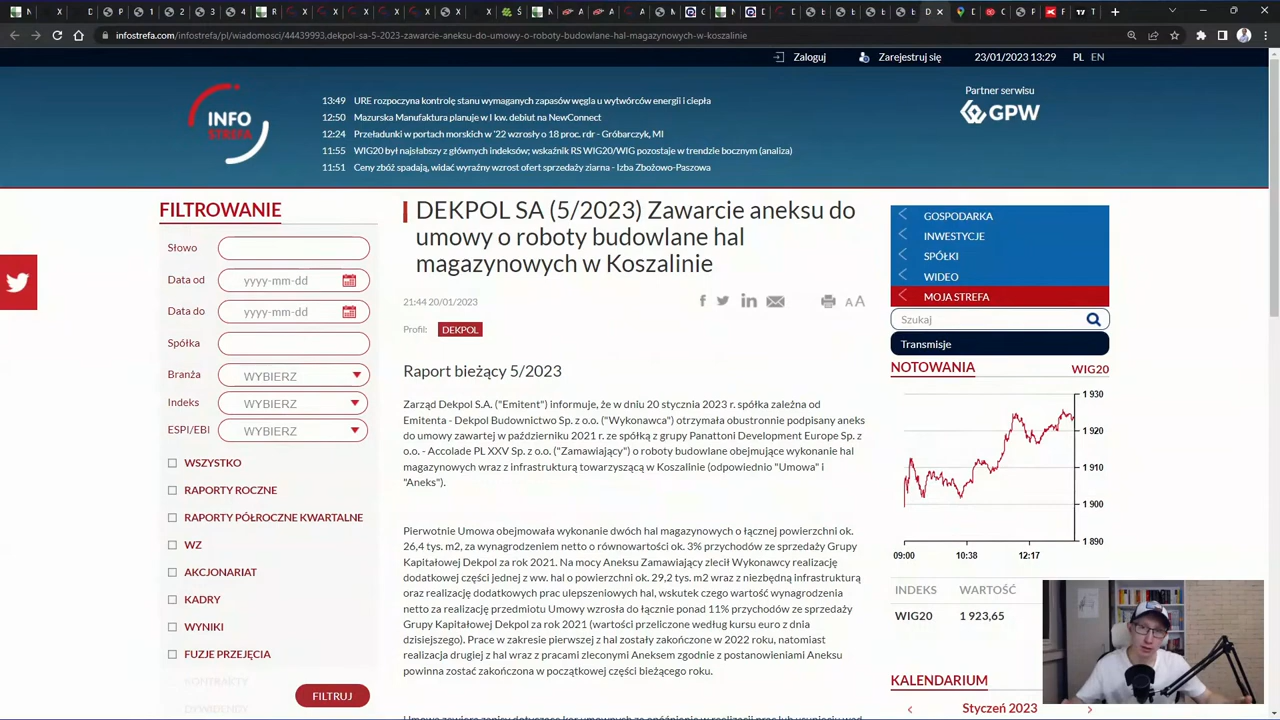 infostrefa.com/infostrefa/pl/wiadomosci/44439993,dekpol-sa-5-2023-zawarcie-aneksu-do-umowy-o-roboty-budowlane-hal-magazynowych-w-koszalinie
Zaloguj
Zarejestruj się
23/01/2023 13:29
PL EN
INFO
STREFA
13:49 URE rozpoczyna kontrolę stanu wymaganych zapasów węgla u wytwórców energii i ciepła
12:50 Mazurska Manufaktura planuje w I kw. debiut na NewConnect
12:24 Przeładunki w portach morskich w '22 wzrosły o 18 proc. rdr - Gróbarczyk, MI
11:55 WIG20 był najsłabszy z głównych indeksów; wskaźnik RS WIG20/WIG pozostaje w trendzie bocznym (analiza)
11:51 Ceny zbóż spadają, widać wyraźny wzrost ofert sprzedaży ziarna - Izba Zbożowo-Paszowa
Partner serwisu
GPW
FILTROWANIE
Słowo
Data od
yyyy-mm-dd
Data do
yyyy-mm-dd
Spółka
Branża
WYBIERZ
Indeks
WYBIERZ
ESPI/EBI
WYBIERZ
WSZYSTKO
RAPORTY ROCZNE
RAPORTY PÓŁROCZNE KWARTALNE
WZ
AKCJONARIAT
KADRY
WYNIKI
FUZJE PRZEJĘCIA
KONTRAKTY
DYWIDENDY
FILTRUJ
DEKPOL SA (5/2023) Zawarcie aneksu do
umowy o roboty budowlane hal
magazynowych w Koszalinie
21:44 20/01/2023
A A
Profil:
DEKPOL
Raport bieżący 5/2023
Zarząd Dekpol S.A. ("Emitent") informuje, że w dniu 20 stycznia 2023 r. spółka zależna od
Emitenta - Dekpol Budownictwo Sp. z o.o. ("Wykonawca") otrzymała obustronnie podpisany aneks
do umowy zawartej w październiku 2021 r. ze spółką z grupy Panattoni Development Europe Sp. z
o.o. - Accolade PL XXV Sp. z o.o. ("Zamawiający") o roboty budowlane obejmujące wykonanie hal
magazynowych wraz z infrastrukturą towarzyszącą w Koszalinie (odpowiednio "Umowa" i
"Aneks").
Pierwotnie Umowa obejmowała wykonanie dwóch hal magazynowych o łącznej powierzchni ok.
26,4 tys. m2, za wynagrodzeniem netto o równowartości ok. 3% przychodów ze sprzedaży Grupy
Kapitałowej Dekpol za rok 2021. Na mocy Aneksu Zamawiający zlecił Wykonawcy realizację
dodatkowej części jednej z ww. hal o powierzchni ok. 29,2 tys. m2 wraz z niezbędną infrastrukturą
oraz realizację dodatkowych prac ulepszeniowych hal, wskutek czego wartość wynagrodzenia
netto za realizację przedmiotu Umowy wzrosła do łącznie ponad 11% przychodów ze sprzedaży
Grupy Kapitałowej Dekpol za rok 2021 (wartości przeliczone według kursu euro z dnia
dzisiejszego). Prace w zakresie pierwszej z hal zostały zakończone w 2022 roku, natomiast
realizacja drugiej z hal wraz z pracami zleconymi Aneksem zgodnie z postanowieniami Aneksu
powinna zostać zakończona w początkowej części bieżącego roku.
GOSPODARKA
INWESTYCJE
SPÓŁKI
WIDEO
MOJA STREFA
Szukaj
Transmisje
NOTOWANIA
WIG20
1 930
1 920
1 910
1 900
1 890
09:00 10:38 12:17
INDEKS WARTOŚĆ
WIG20 1 923,65
KALENDARIUM
Styczeń 2023